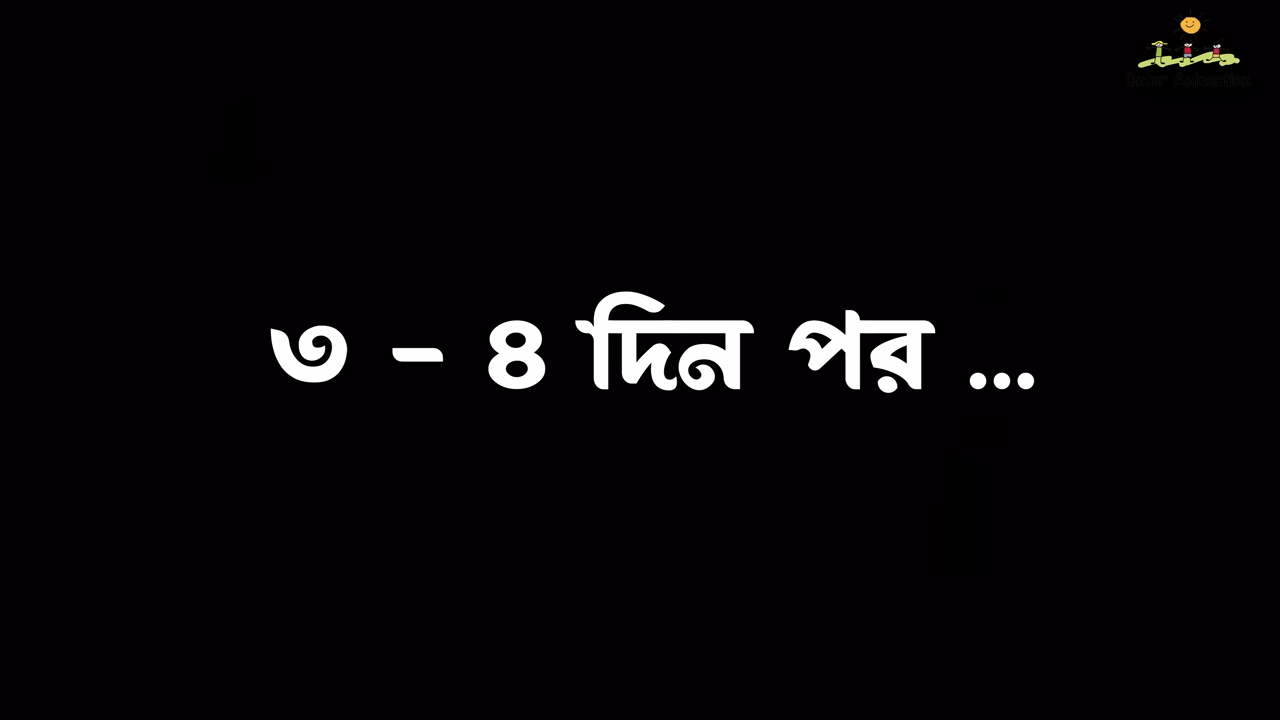 ৩ - ৪ দিন পর ...